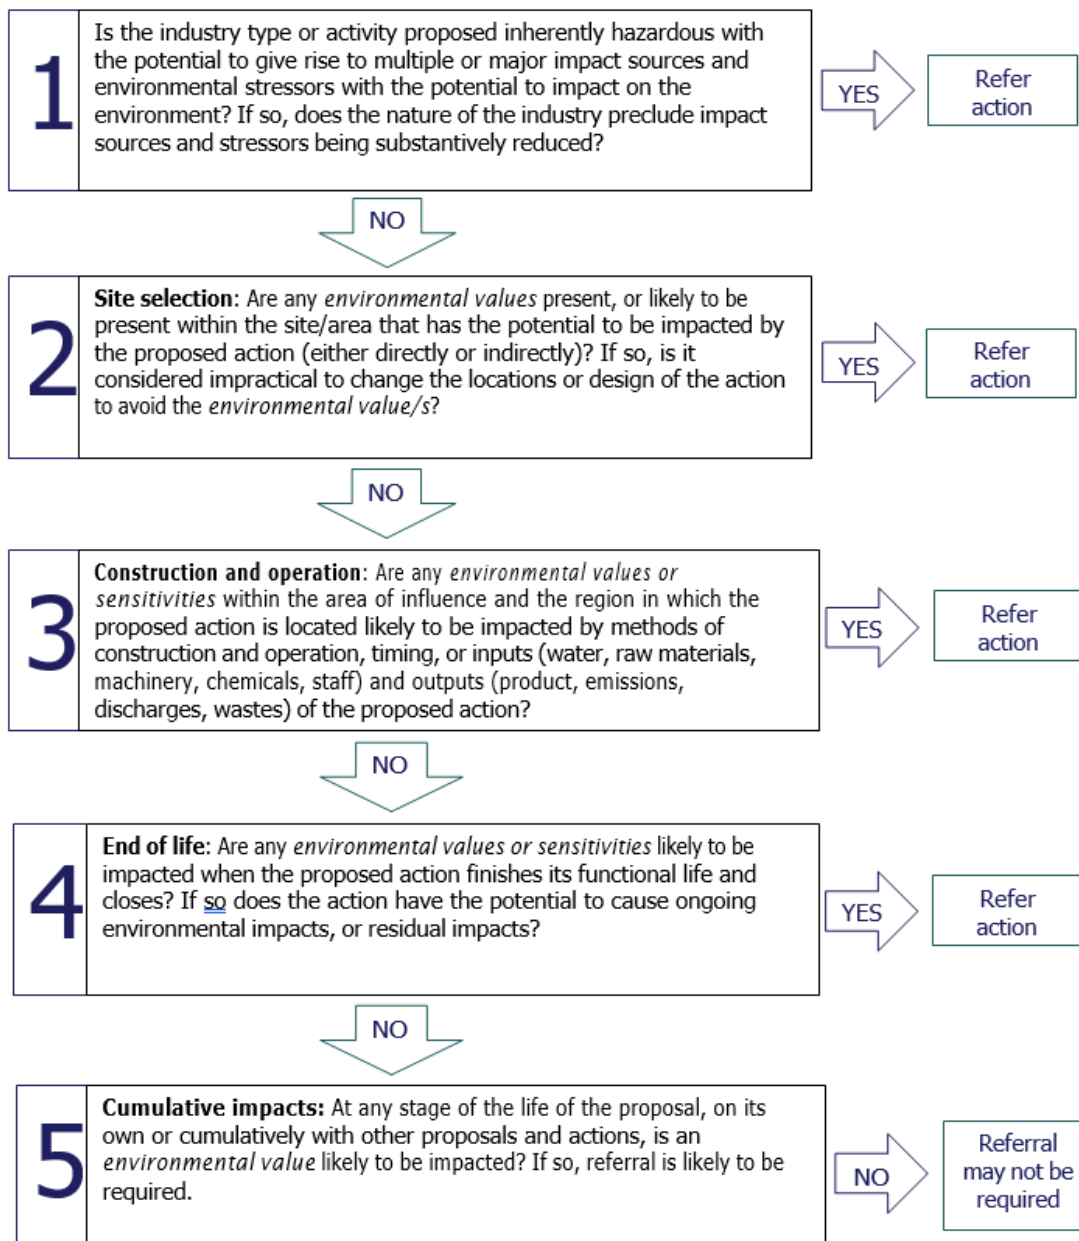 1
Is the industry type or activity proposed inherently hazardous with
the potential to give rise to multiple or major impact sources and
environmental stressors with the potential to impact on the
environment? If so, does the nature of the industry preclude impact
sources and stressors being substantively reduced?
YES
Refer
action
NO
2
Site selection: Are any environmental values present, or likely to be
present within the site/area that has the potential to be impacted by
the proposed action (either directly or indirectly)? If so, is it
considered impractical to change the locations or design of the action
to avoid the environmental value/s?
YES
Refer
action
NO
3
Construction and operation: Are any environmental values or
sensitivities within the area of influence and the region in which the
proposed action is located likely to be impacted by methods of
construction and operation, timing, or inputs (water, raw materials,
machinery, chemicals, staff) and outputs (product, emissions,
discharges, wastes) of the proposed action?
YES
Refer
action
NO
4
End of life: Are any environmental values or sensitivities likely to be
impacted when the proposed action finishes its functional life and
closes? If so does the action have the potential to cause ongoing
environmental impacts, or residual impacts?
YES
Refer
action
NO
5
Cumulative impacts: At any stage of the life of the proposal, on its
own or cumulatively with other proposals and actions, is an
environmental value likely to be impacted? If so, referral is likely to be
required.
NO
Referral
may not be
required